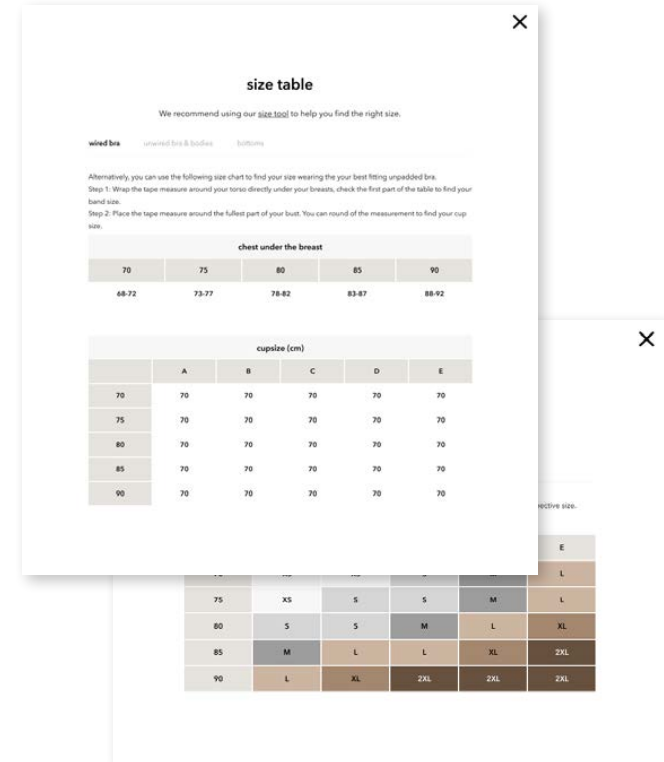 size table
We recommend using our size tool to help you find the right size.
wired bra unwired bra & bodies bottoms
Alternatively, you can use the following size chart to find your size wearing the your best fitting unpadded bra.
Step 1: Wrap the tape measure around your torso directly under your breasts, check the first part of the table to find your
band size.
Step 2: Place the tape measure around the fullest part of your bust. You can round of the measurement to find your cup
size.
chest under the breast
70 75 80 85 90
68-72 73-77 78-82 83-87 88-92
cupsize (cm)
A B C D E
70 70 70 70 70 70
75 70 70 70 70 70
80 70 70 70 70 70
85 70 70 70 70 70
90 70 70 70 70 70
size.
E
L
75 XS S S M L
80 S S M L XL
85 M L L XL 2XL
90 L XL 2XL 2XL 2XL